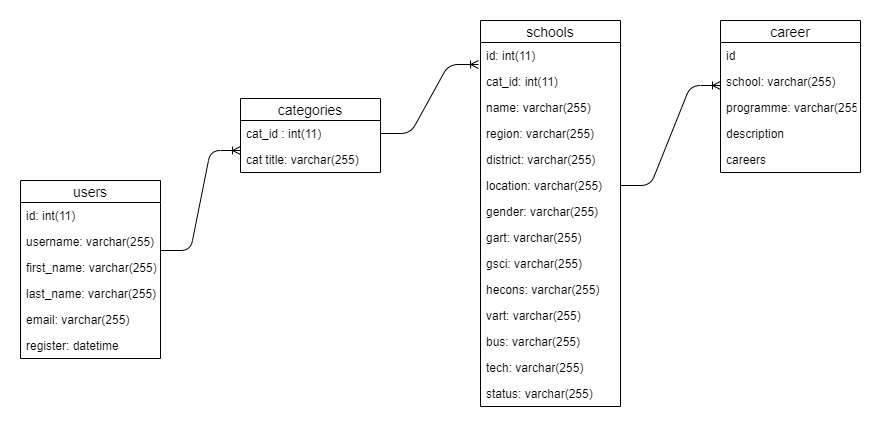 users
id: int(11)
username: varchar(255)
first_name: varchar(255)
last_name: varchar(255)
email: varchar(255)
register: datetime
categories
cat_id : int(11)
cat title: varchar(255)
schools
id: int(11)
cat_id: int(11)
name: varchar(255)
region: varchar(255)
district: varchar(255)
location: varchar(255)
gender: varchar(255)
gart: varchar(255)
gsci: varchar(255)
hecons: varchar(255)
vart: varchar(255)
bus: varchar(255)
tech: varchar(255)
status: varchar(255)
career
id
school: varchar(255)
programme: varchar(255
description
careers